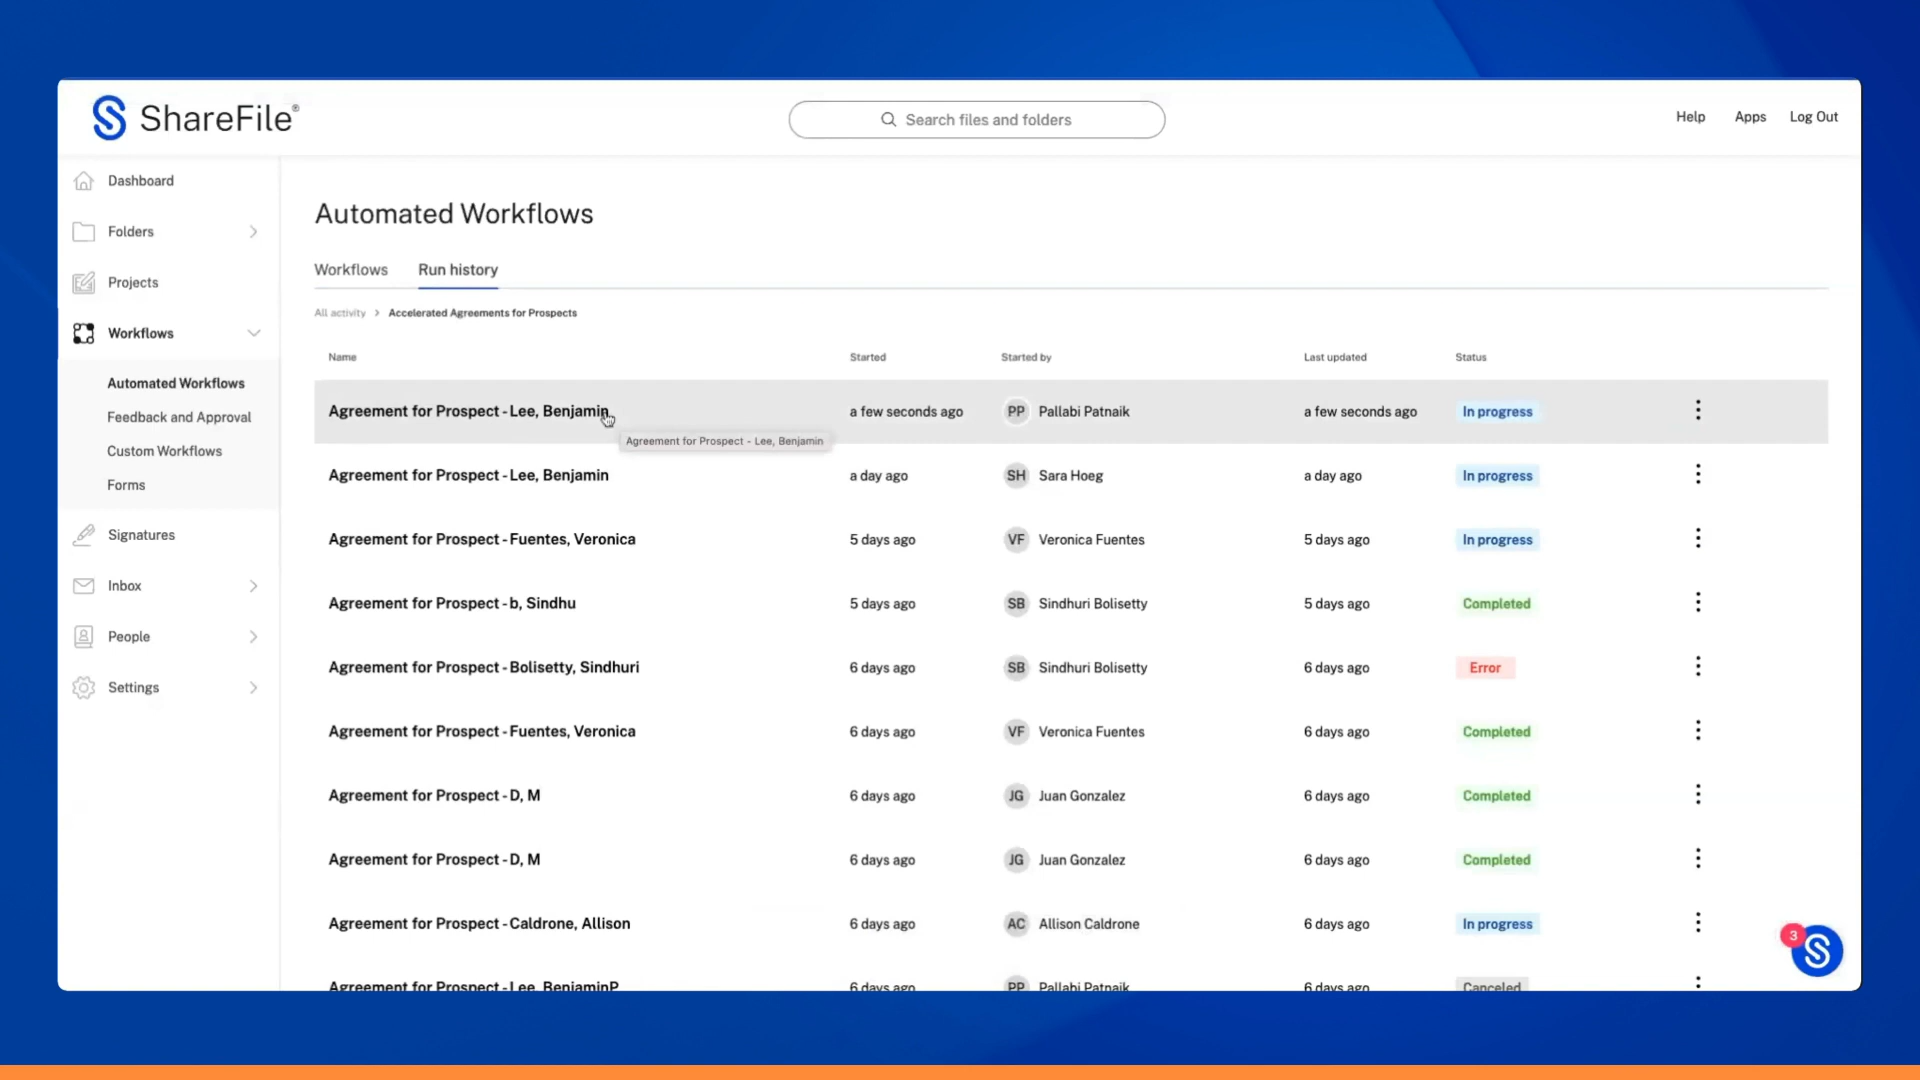 ShareFile®
Search files and folders
Help Apps Log Out
Dashboard
Folders
Projects
Workflows
Automated Workflows
Feedback and Approval
Custom Workflows
Forms
Signatures
Inbox
People
Settings
Automated Workflows
Workflows Run history
All activity > Accelerated Agreements for Prospects
Name Started Started by Last updated Status
Agreement for Prospect - Lee, Benjamin a few seconds ago PP Pallabi Patnaik a few seconds ago In progress
Agreement for Prospect - Lee, Benjamin
Agreement for Prospect - Lee, Benjamin a day ago SH Sara Hoeg a day ago In progress
Agreement for Prospect - Fuentes, Veronica 5 days ago VF Veronica Fuentes 5 days ago In progress
Agreement for Prospect - b, Sindhu 5 days ago SB Sindhuri Bolisetty 5 days ago Completed
Agreement for Prospect - Bolisetty, Sindhuri 6 days ago SB Sindhuri Bolisetty 6 days ago Error
Agreement for Prospect - Fuentes, Veronica 6 days ago VF Veronica Fuentes 6 days ago Completed
Agreement for Prospect - D, M 6 days ago JG Juan Gonzalez 6 days ago Completed
Agreement for Prospect - D, M 6 days ago JG Juan Gonzalez 6 days ago Completed
Agreement for Prospect - Caldrone, Allison 6 days ago AC Allison Caldrone 6 days ago In progress
Agreement for Prospect - Lee, BenjaminP 6 days ago PP Pallabi Patnaik 6 days ago Canceled
3